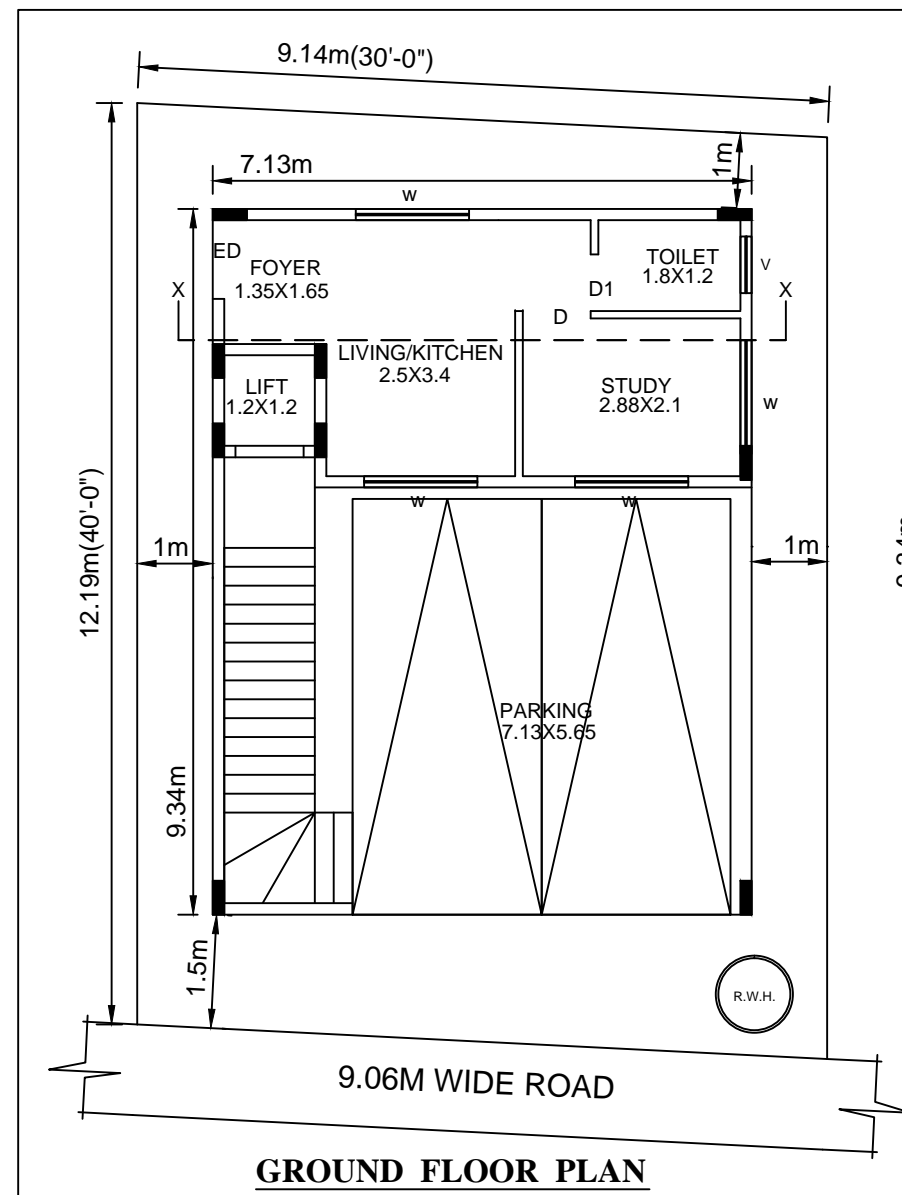 9.14m(30'-0")
7.13m
1m
W
ED
FOYER
1.35X1.65
TOILET
1.8X1.2
V
X
D1
X
D
LIVING/KITCHEN
2.5X3.4
LIFT
1.2X1.2
STUDY
2.88X2.1
W
W
W
12.19m(40'-0")
1m
1m
9.34m
PARKING
7.13X5.65
9.34m
1.5m
R.W.H.
9.06M WIDE ROAD
GROUND FLOOR PLAN